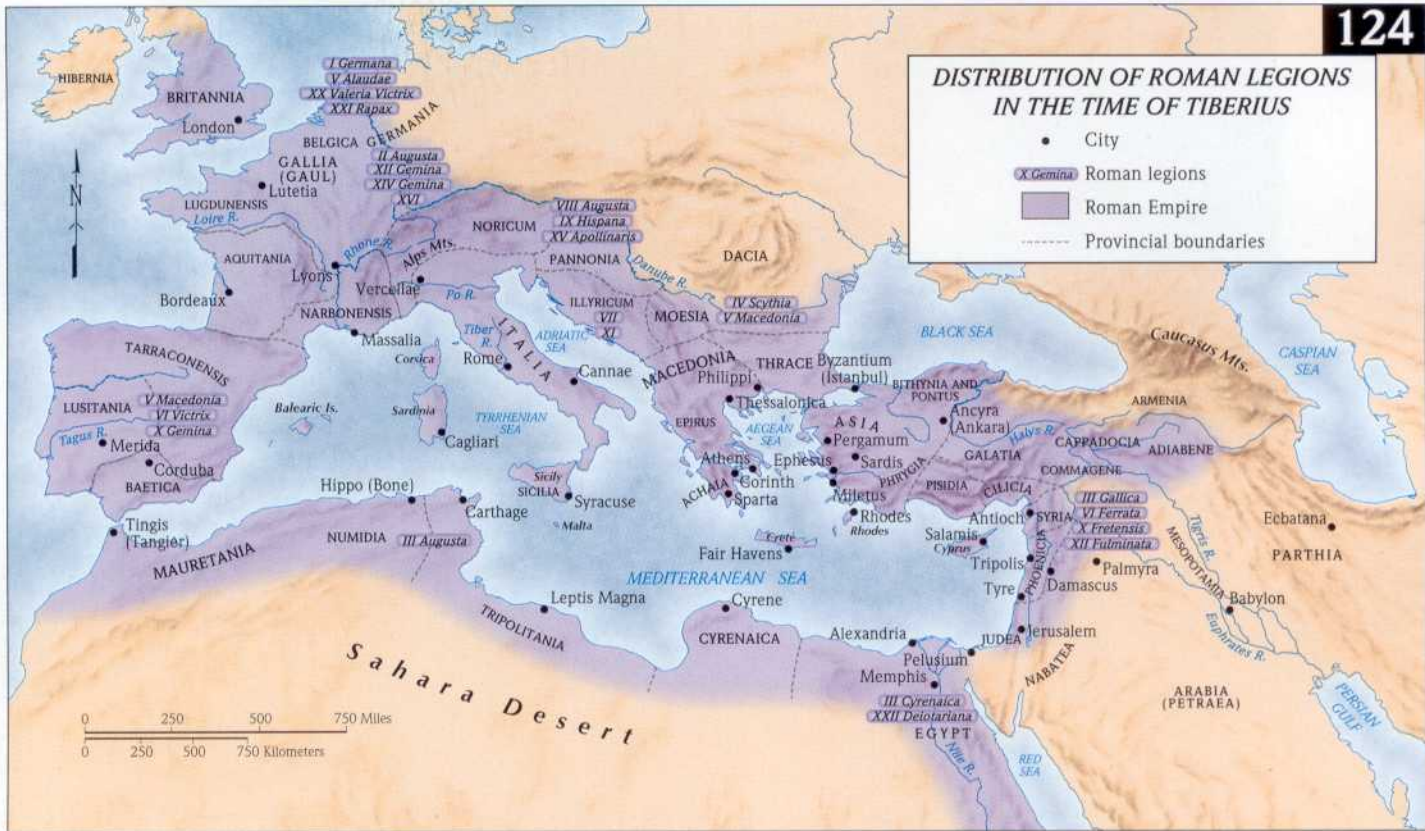 124
DISTRIBUTION OF ROMAN LEGIONS
IN THE TIME OF TIBERIUS
City
X Gemina Roman legions
Roman Empire
Provincial boundaries
HIBERNIA
BRITANNIA
London
I Germana
V Alaudae
XX Valeria Victrix
XXI Rapax
BELGICA
GERMANIA
GALLIA
(GAUL)
Lutetia
II Augusta
XII Gemina
XIV Gemina
XVI
N
LUGDUNENSIS
Loire R.
Rhone R.
Alps Mts.
NORICUM
VIII Augusta
IX Hispana
XV Apollinaris
PANNONIA
Danube R.
DACIA
AQUITANIA
Lyons
Vercellae
Bordeaux
NARBONENSIS
Po R.
ILLYRICUM
VII
XI
MOESIA
IV Scythia
V Macedonia
BLACK SEA
Caucasus Mts.
CASPIAN
SEA
Massalia
Tiber
R.
ITALIA
ADRIATIC
SEA
Corsica
Rome
Cannae
MACEDONIA
THRACE
Byzantium
(Istanbul)
Philippi
BITHYNIA AND
PONTUS
ARMENIA
TARRACONENSIS
LUSITANIA
V Macedonia
VI Victrix
X Gemina
Balearic Is.
Sardinia
TYRRHENIAN
SEA
Thessalonica
EPIRUS
AEGEAN
SEA
ASIA
Ancyra
(Ankara)
Halys R.
CAPPADOCIA
ADIABENE
Tagus R.
Merida
Corduba
BAETICA
Cagliari
Pergamum
Sardis
GALATIA
COMMAGENE
Athens
Ephesus
PHRYGIA
Corinth
ACHAIA
Sparta
Miletus
PISIDIA
CILICIA
Sicily
SICILIA
Syracuse
Hippo (Bone)
Carthage
Malta
Rhodes
Rhodes
Antioch
SYRIA
III Gallica
VI Ferrata
X Fretensis
XII Fulminata
Tigris R.
Ecbatana
PARTHIA
Tingis
(Tangier)
MAURETANIA
NUMIDIA
III Augusta
Crete
Fair Havens
Salamis
Cyprus
MESOPOTAMIA
Tripolis
PHOENICIA
Palmyra
Damascus
MEDITERRANEAN SEA
Tyre
Babylon
Leptis Magna
Cyrene
TRIPOLITANIA
CYRENAICA
Alexandria
JUDEA
Jerusalem
Euphrates R.
Pelusium
NABATEA
Memphis
III Cyrenaica
XXII Deiotariana
EGYPT
ARABIA
(PETRAEA)
PERSIAN
GULF
Sahara Desert
Nile R.
RED
SEA
0 250 500 750 Miles
0 250 500 750 Kilometers